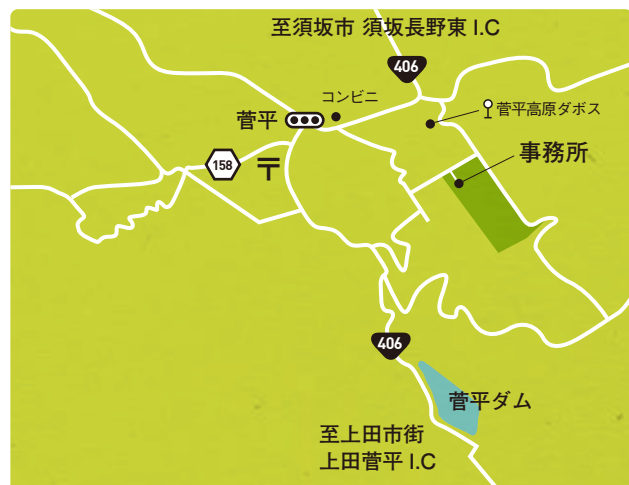 至須坂市 須坂長野東 I.C
406
コンビニ
菅平
菅平高原ダボス
事務所
158
〒
406
菅平ダム
至上田市街
上田菅平 I.C